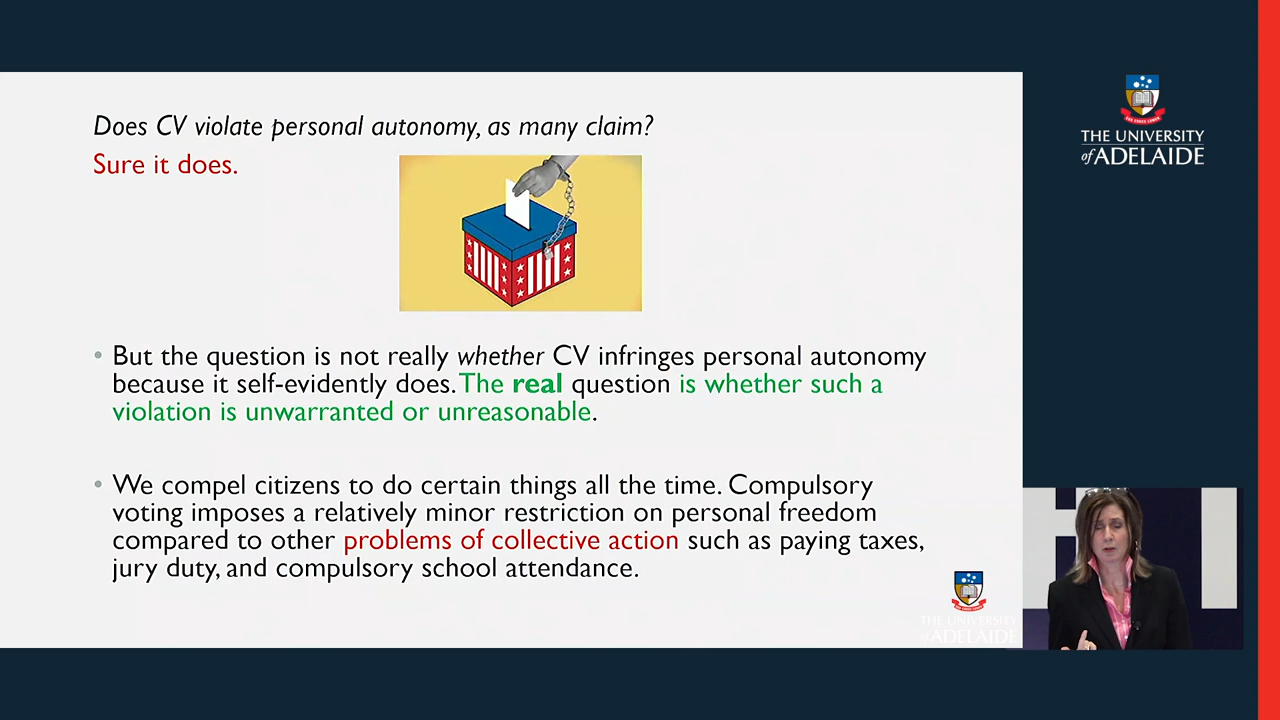 Does CV violate personal autonomy, as many claim?
Sure it does.
• But the question is not really whether CV infringes personal autonomy
because it self-evidently does. The real question is whether such a
violation is unwarranted or unreasonable.
• We compel citizens to do certain things all the time. Compulsory
voting imposes a relatively minor restriction on personal freedom
compared to other problems of collective action such as paying taxes,
jury duty, and compulsory school attendance.
THE UNIVERSITY
of ADELAIDE
THE UNIVERSITY
of ADELAIDE